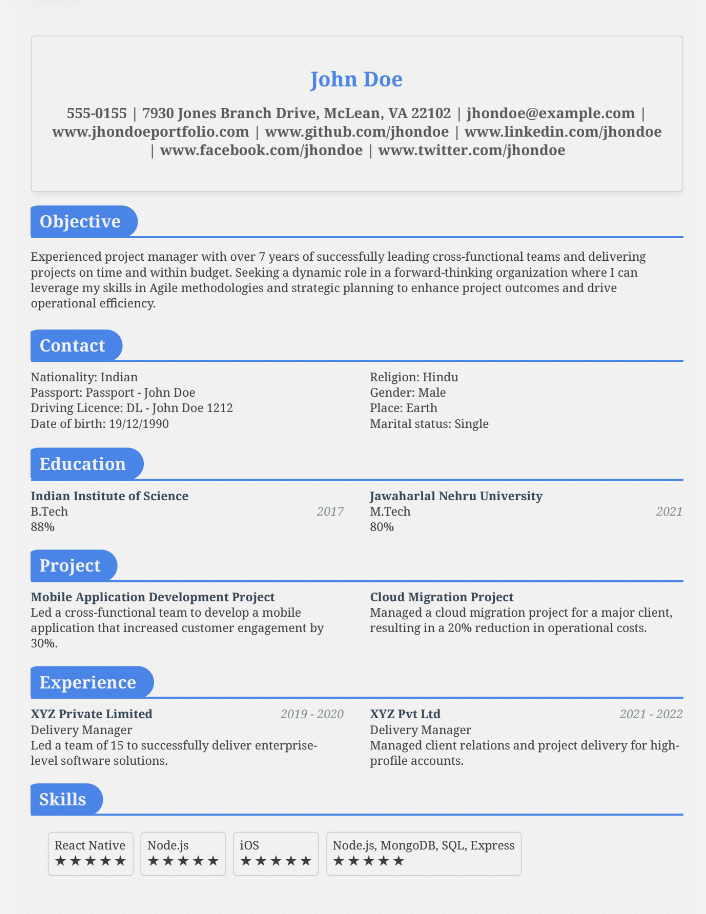 John Doe
555-0155 | 7930 Jones Branch Drive, McLean, VA 22102 | jhondoe@example.com |
www.jhondoeportfolio.com | www.github.com/jhondoe | www.linkedin.com/jhondoe
| www.facebook.com/jhondoe | www.twitter.com/jhondoe
Objective
Experienced project manager with over 7 years of successfully leading cross-functional teams and delivering
projects on time and within budget. Seeking a dynamic role in a forward-thinking organization where I can
leverage my skills in Agile methodologies and strategic planning to enhance project outcomes and drive
operational efficiency.
Contact
Nationality: Indian
Passport: Passport - John Doe
Driving Licence: DL - John Doe 1212
Date of birth: 19/12/1990
Religion: Hindu
Gender: Male
Place: Earth
Marital status: Single
Education
Indian Institute of Science
B.Tech 2017
88%
Jawaharlal Nehru University
M.Tech 2021
80%
Project
Mobile Application Development Project
Led a cross-functional team to develop a mobile
application that increased customer engagement by
30%.
Cloud Migration Project
Managed a cloud migration project for a major client,
resulting in a 20% reduction in operational costs.
Experience
XYZ Private Limited 2019 - 2020
Delivery Manager
Led a team of 15 to successfully deliver enterprise-
level software solutions.
XYZ Pvt Ltd 2021 - 2022
Delivery Manager
Managed client relations and project delivery for high-
profile accounts.
Skills
React Native
★★★★★
Node.js
★★★★★
iOS
★★★★★
Node.js, MongoDB, SQL, Express
★★★★★